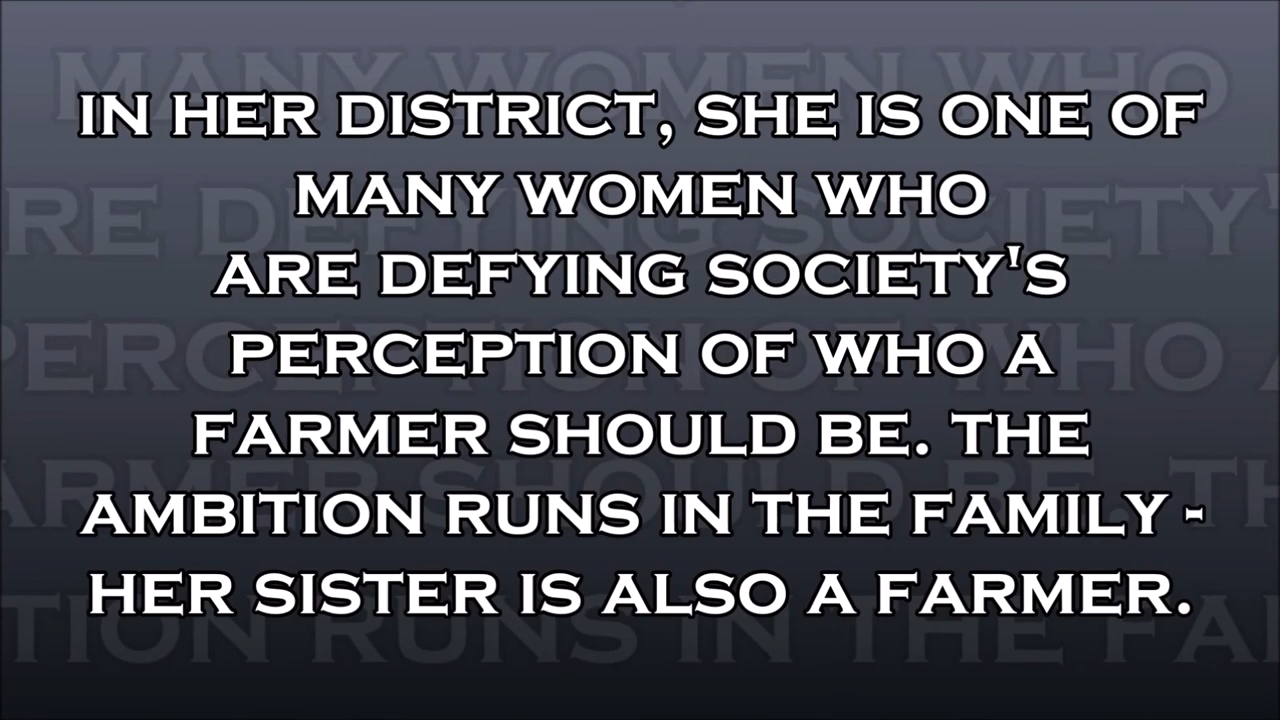 IN HER DISTRICT, SHE IS ONE OF
MANY WOMEN WHO
ARE DEFYING SOCIETY'S
PERCEPTION OF WHO A
FARMER SHOULD BE. THE
AMBITION RUNS IN THE FAMILY -
HER SISTER IS ALSO A FARMER.